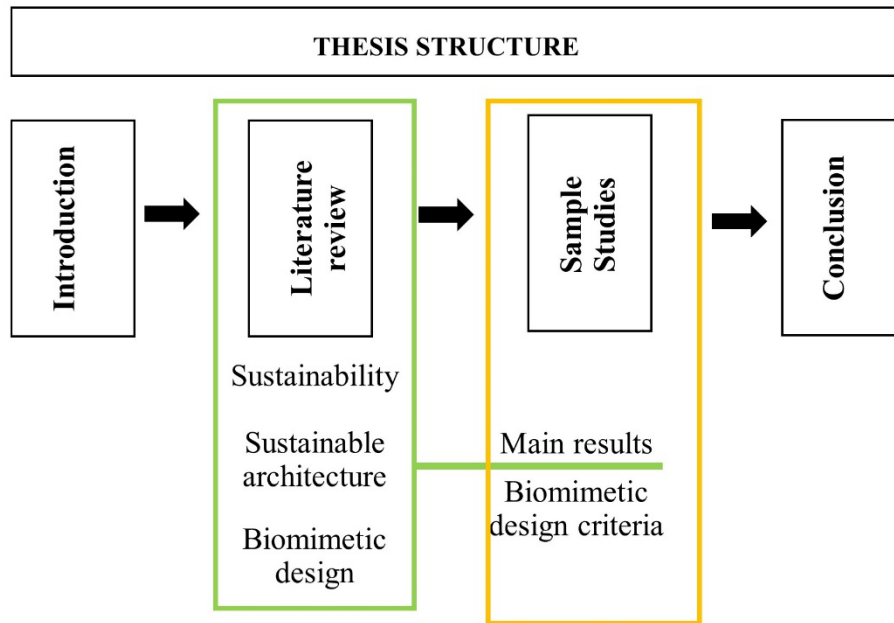 THESIS STRUCTURE
Introduction
Literature
review
Sustainability
Sustainable
architecture
Biomimetic
design
Sample
Studies
Main results
Biomimetic
design criteria
Conclusion